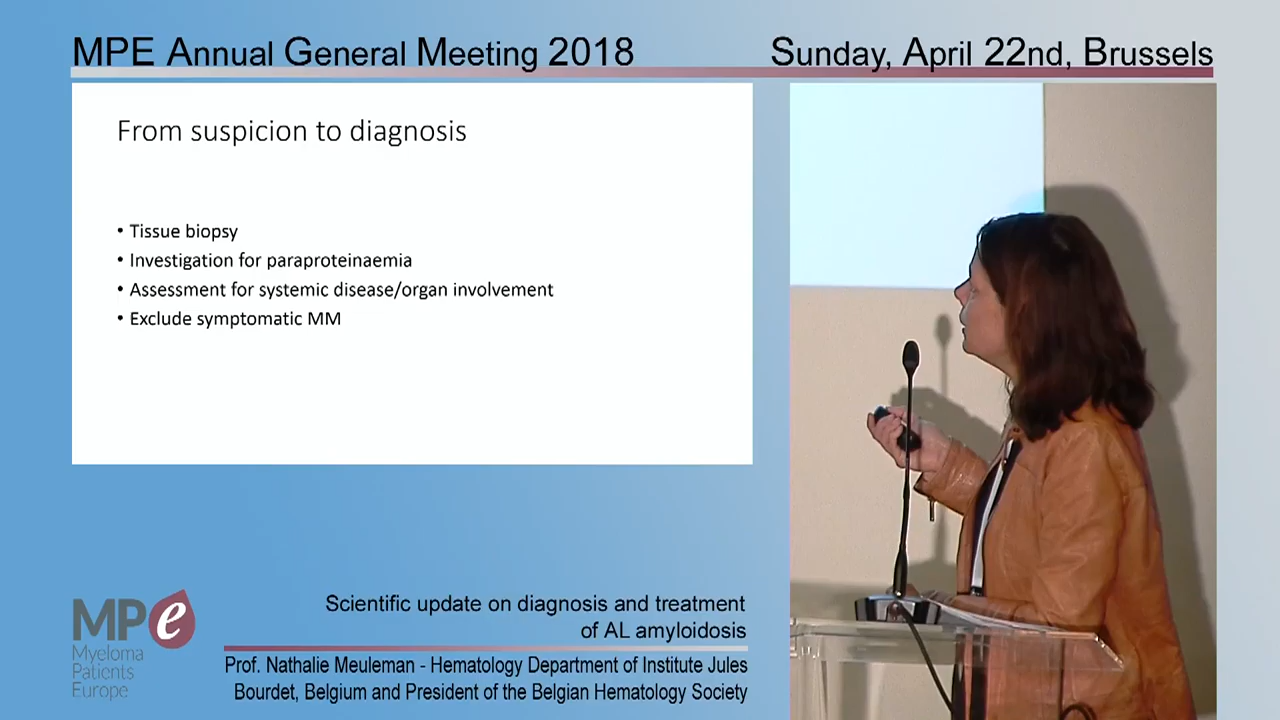 MPE Annual General Meeting 2018
Sunday, April 22nd, Brussels
From suspicion to diagnosis
• Tissue biopsy
• Investigation for paraproteinaemia
• Assessment for systemic disease/organ involvement
• Exclude symptomatic MM
Scientific update on diagnosis and treatment
of AL amyloidosis
MPe
Myeloma
Patients
Europe
Prof. Nathalie Meuleman - Hematology Department of Institute Jules
Bourdet, Belgium and President of the Belgian Hematology Society